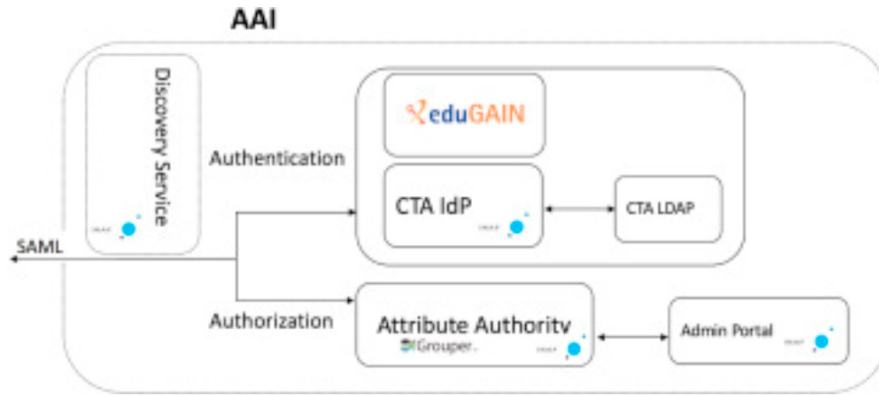 AAI
Discovery Service
eduGAIN
Authentication
CTA IdP
CTA LDAP
SAML
Authorization
Attribute Authority
Grouper
Admin Portal